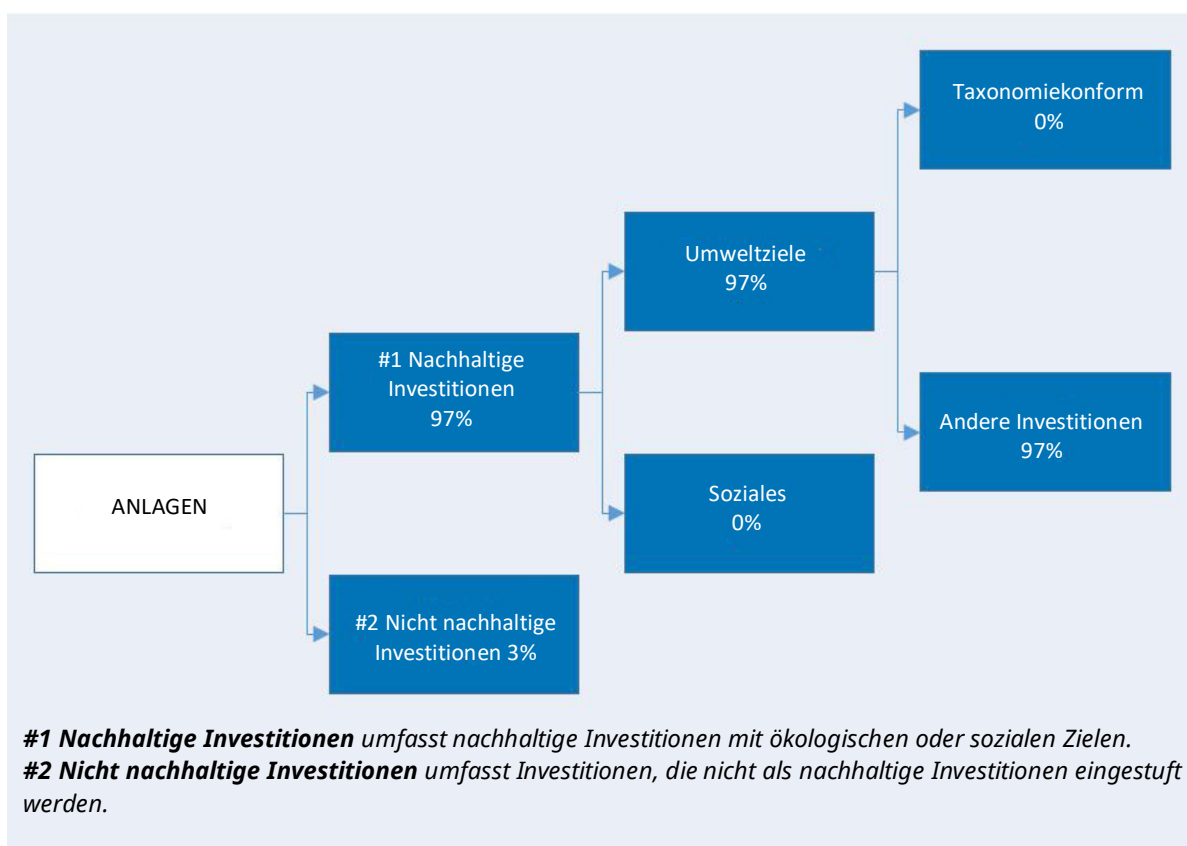 Taxonomiekonform
0%
Umweltziele
97%
#1 Nachhaltige
Investitionen
97%
Andere Investitionen
97%
ANLAGEN
Soziales
0%
#2 Nicht nachhaltige
Investitionen 3%
#1 Nachhaltige Investitionen umfasst nachhaltige Investitionen mit ökologischen oder sozialen Zielen.
#2 Nicht nachhaltige Investitionen umfasst Investitionen, die nicht als nachhaltige Investitionen eingestuft
werden.